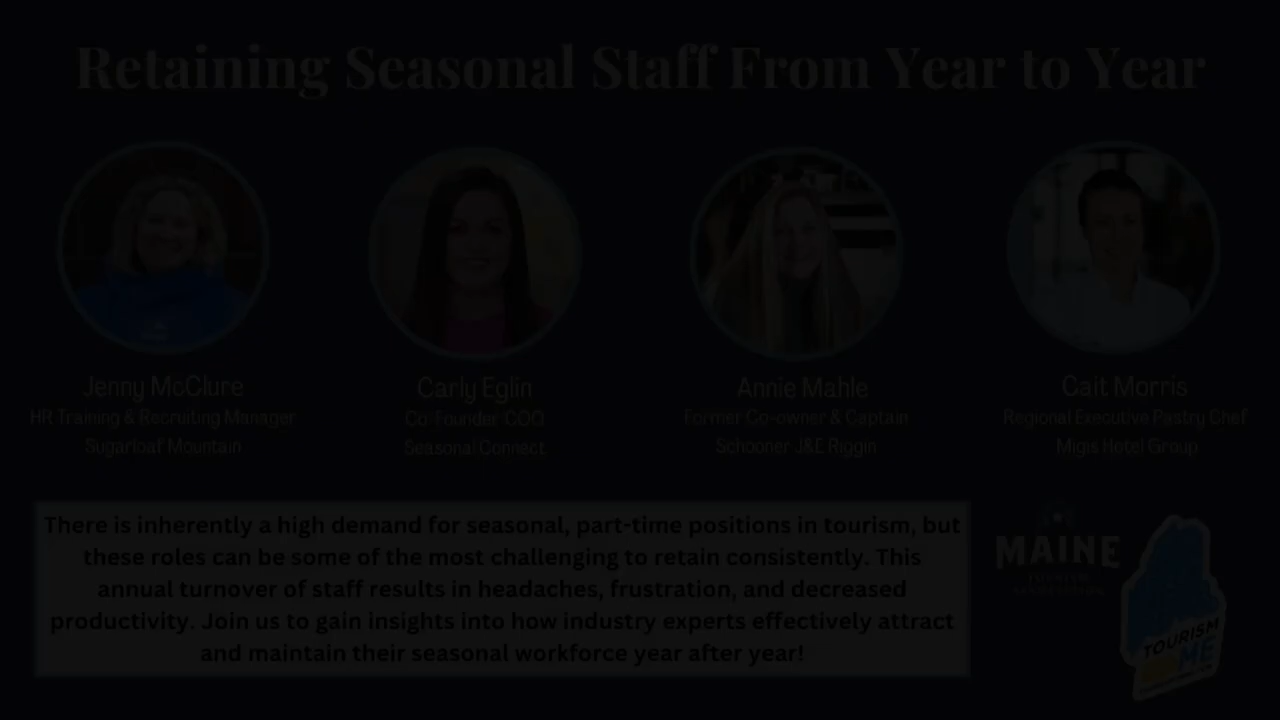 Retaining Seasonal Staff From Year to Year
Jenny McClure
HR Training & Recruiting Manager
Sugarloaf Mountain
Carly Eglin
Co-Founder, COO
Seasonal Connect
Annie Mahle
Former Co-owner & Captain
Schooner J&E Riggin
Cait Morris
Regional Executive Pastry Chef
Migis Hotel Group
There is inherently a high demand for seasonal, part-time positions in tourism, but
these roles can be some of the most challenging to retain consistently. This
annual turnover of staff results in headaches, frustration, and decreased
productivity. Join us to gain insights into how industry experts effectively attract
and maintain their seasonal workforce year after year!
MAINE
TOURISM
ASSOCIATION
TOURISM
ME